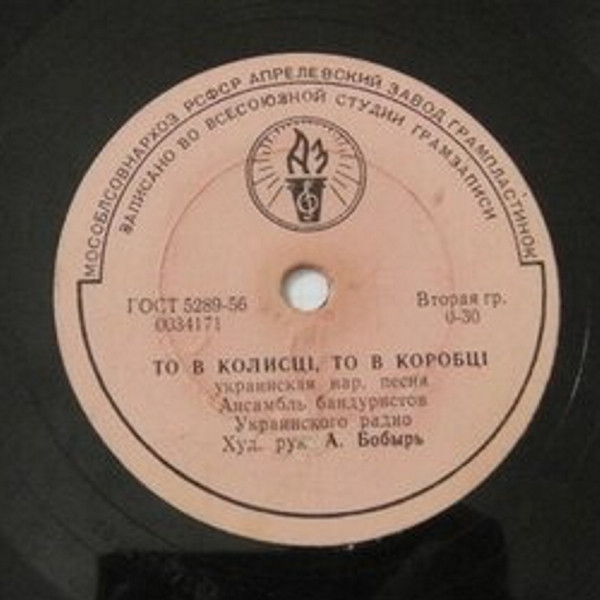 МОСОБЛСОВНАРХОЗ РСФСР АПРЕЛЕВСКИЙ ЗАВОД ГРАМПЛАСТИНОК
ЗАПИСАНО ВО ВСЕСОЮЗНОЙ СТУДИИ ГРАМЗАПИСИ
АЗ
ГОСТ 5289-56
0034171
Вторая гр.
0-30
ТО В КОЛИСЦІ, ТО В КОРОБЦІ
украинская нар. песня
Ансамбль бандуристов
Украинского радио
Худ. рук. А. Бобырь